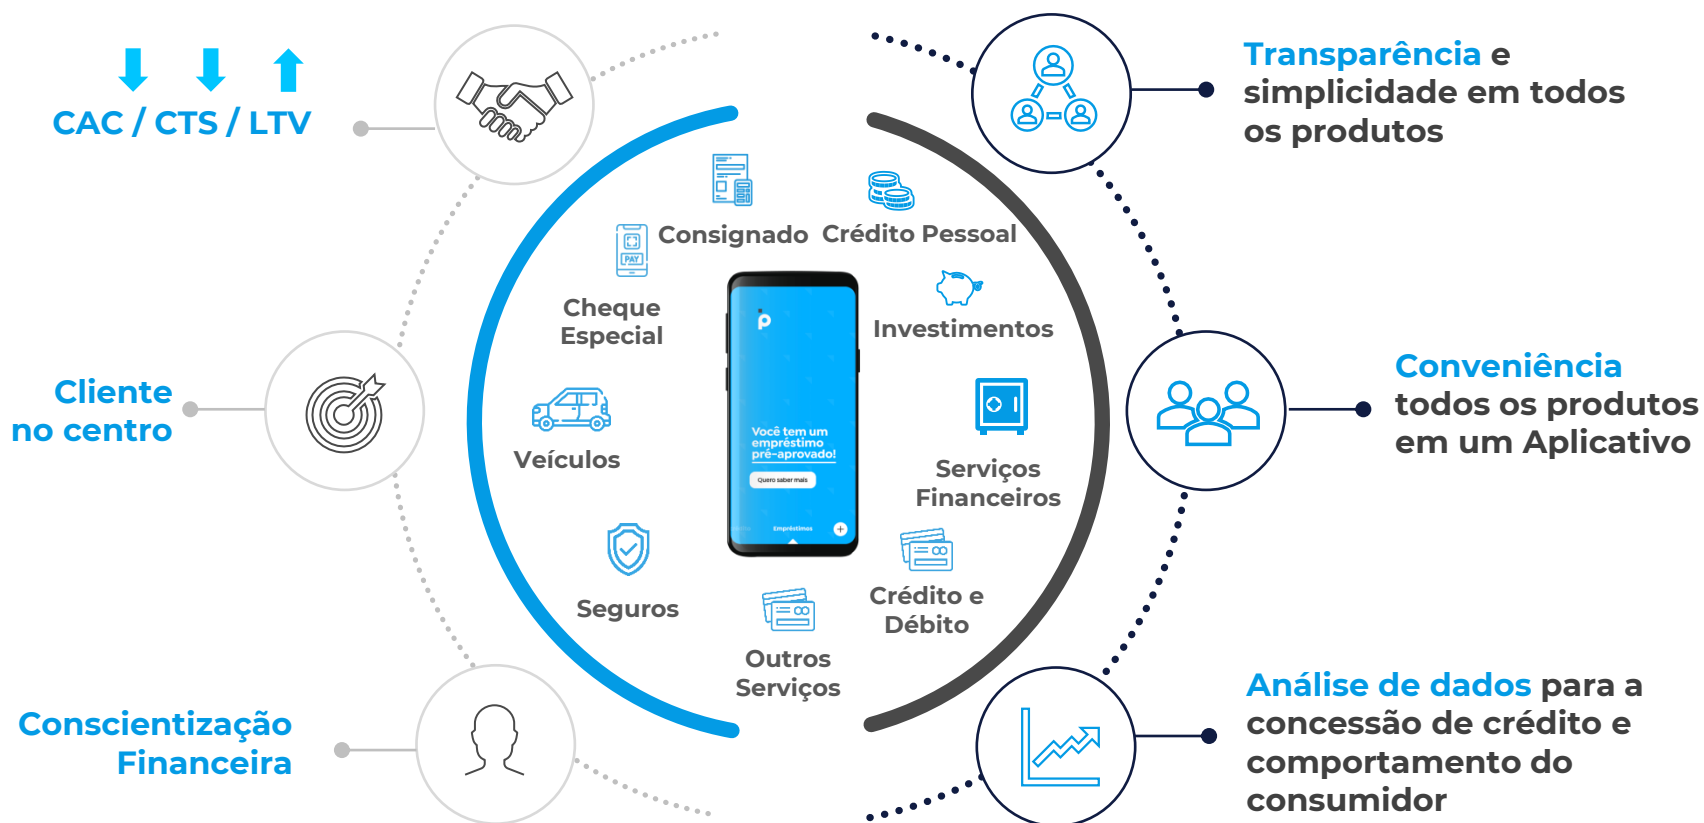 CAC / CTS / LTV
Transparência e
simplicidade em todos
os produtos
Consignado
Crédito Pessoal
PAY
Cheque
Especial
Investimentos
Cliente
no centro
Conveniência
todos os produtos
em um Aplicativo
Você tem um
empréstimo
pré-aprovado!
Quero saber mais
Empréstimos
Veículos
Serviços
Financeiros
Seguros
Crédito e
Débito
Outros
Serviços
Conscientização
Financeira
Análise de dados para a
concessão de crédito e
comportamento do
consumidor